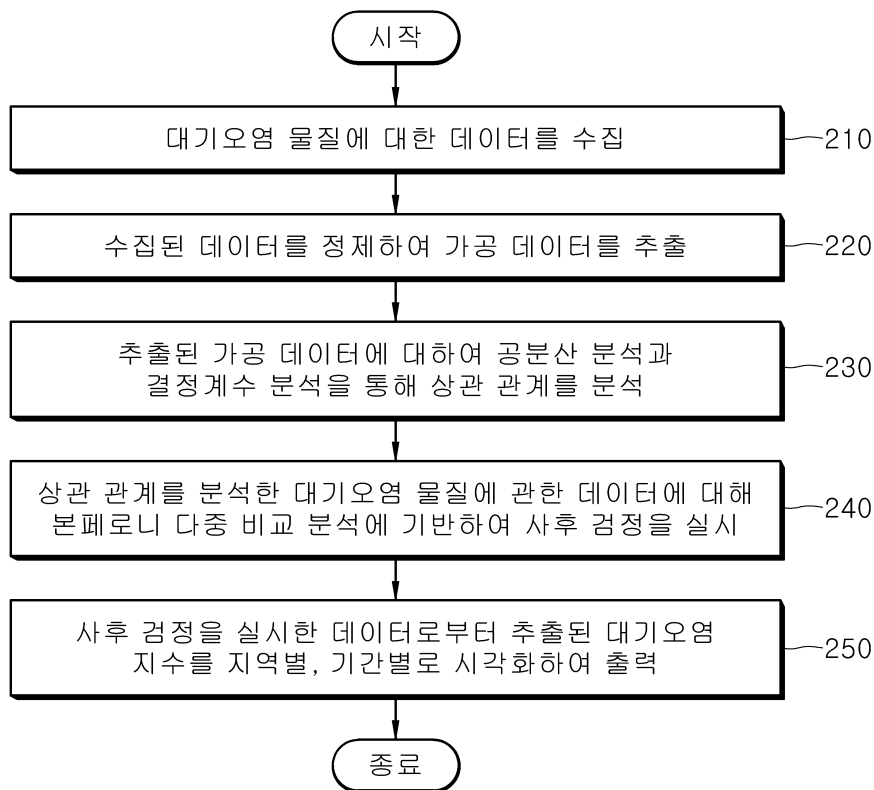 시작
대기오염 물질에 대한 데이터를 수집
210
수집된 데이터를 정제하여 가공 데이터를 추출
220
추출된 가공 데이터에 대하여 공분산 분석과
결정계수 분석을 통해 상관 관계를 분석
230
상관 관계를 분석한 대기오염 물질에 관한 데이터에 대해
본페로니 다중 비교 분석에 기반하여 사후 검정을 실시
240
사후 검정을 실시한 데이터로부터 추출된 대기오염
지수를 지역별, 기간별로 시각화하여 출력
250
종료